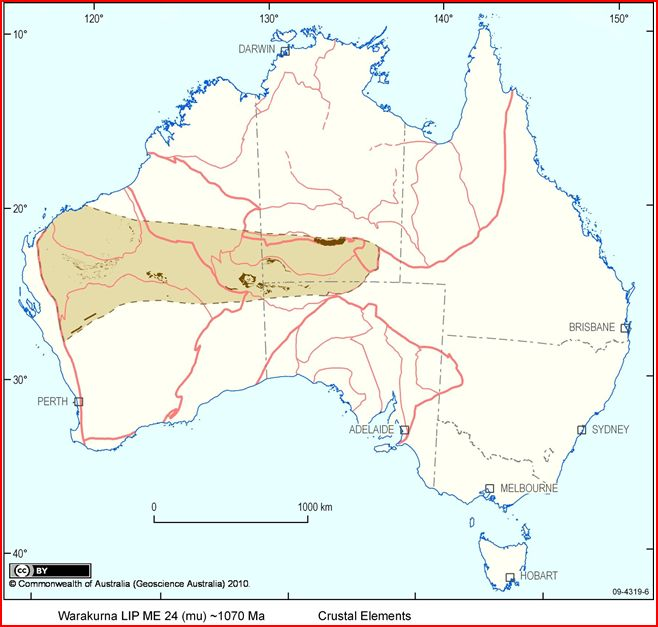 120° 130° 140° 150°
10°
DARWIN
20°
BRISBANE
30°
PERTH
ADELAIDE SYDNEY
MELBOURNE
0 1000 km
40°
cc BY
© Commonwealth of Australia (Geoscience Australia) 2010.
HOBART
09-4319-6
Warakurna LIP ME 24 (mu) ~1070 Ma Crustal Elements